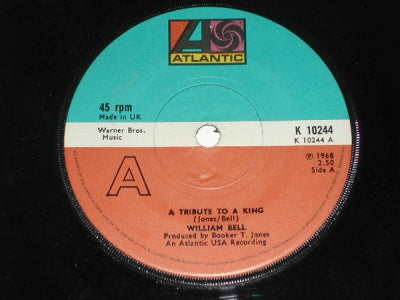 ATLANTIC
45 rpm
Made in UK
Warner Bros.
Music
K 10244
K 10244 A
A
℗ 1968
2.50
Side A
A TRIBUTE TO A KING
(Jones/Bell)
WILLIAM BELL
Produced by Booker T. Jones
An Atlantic USA Recording